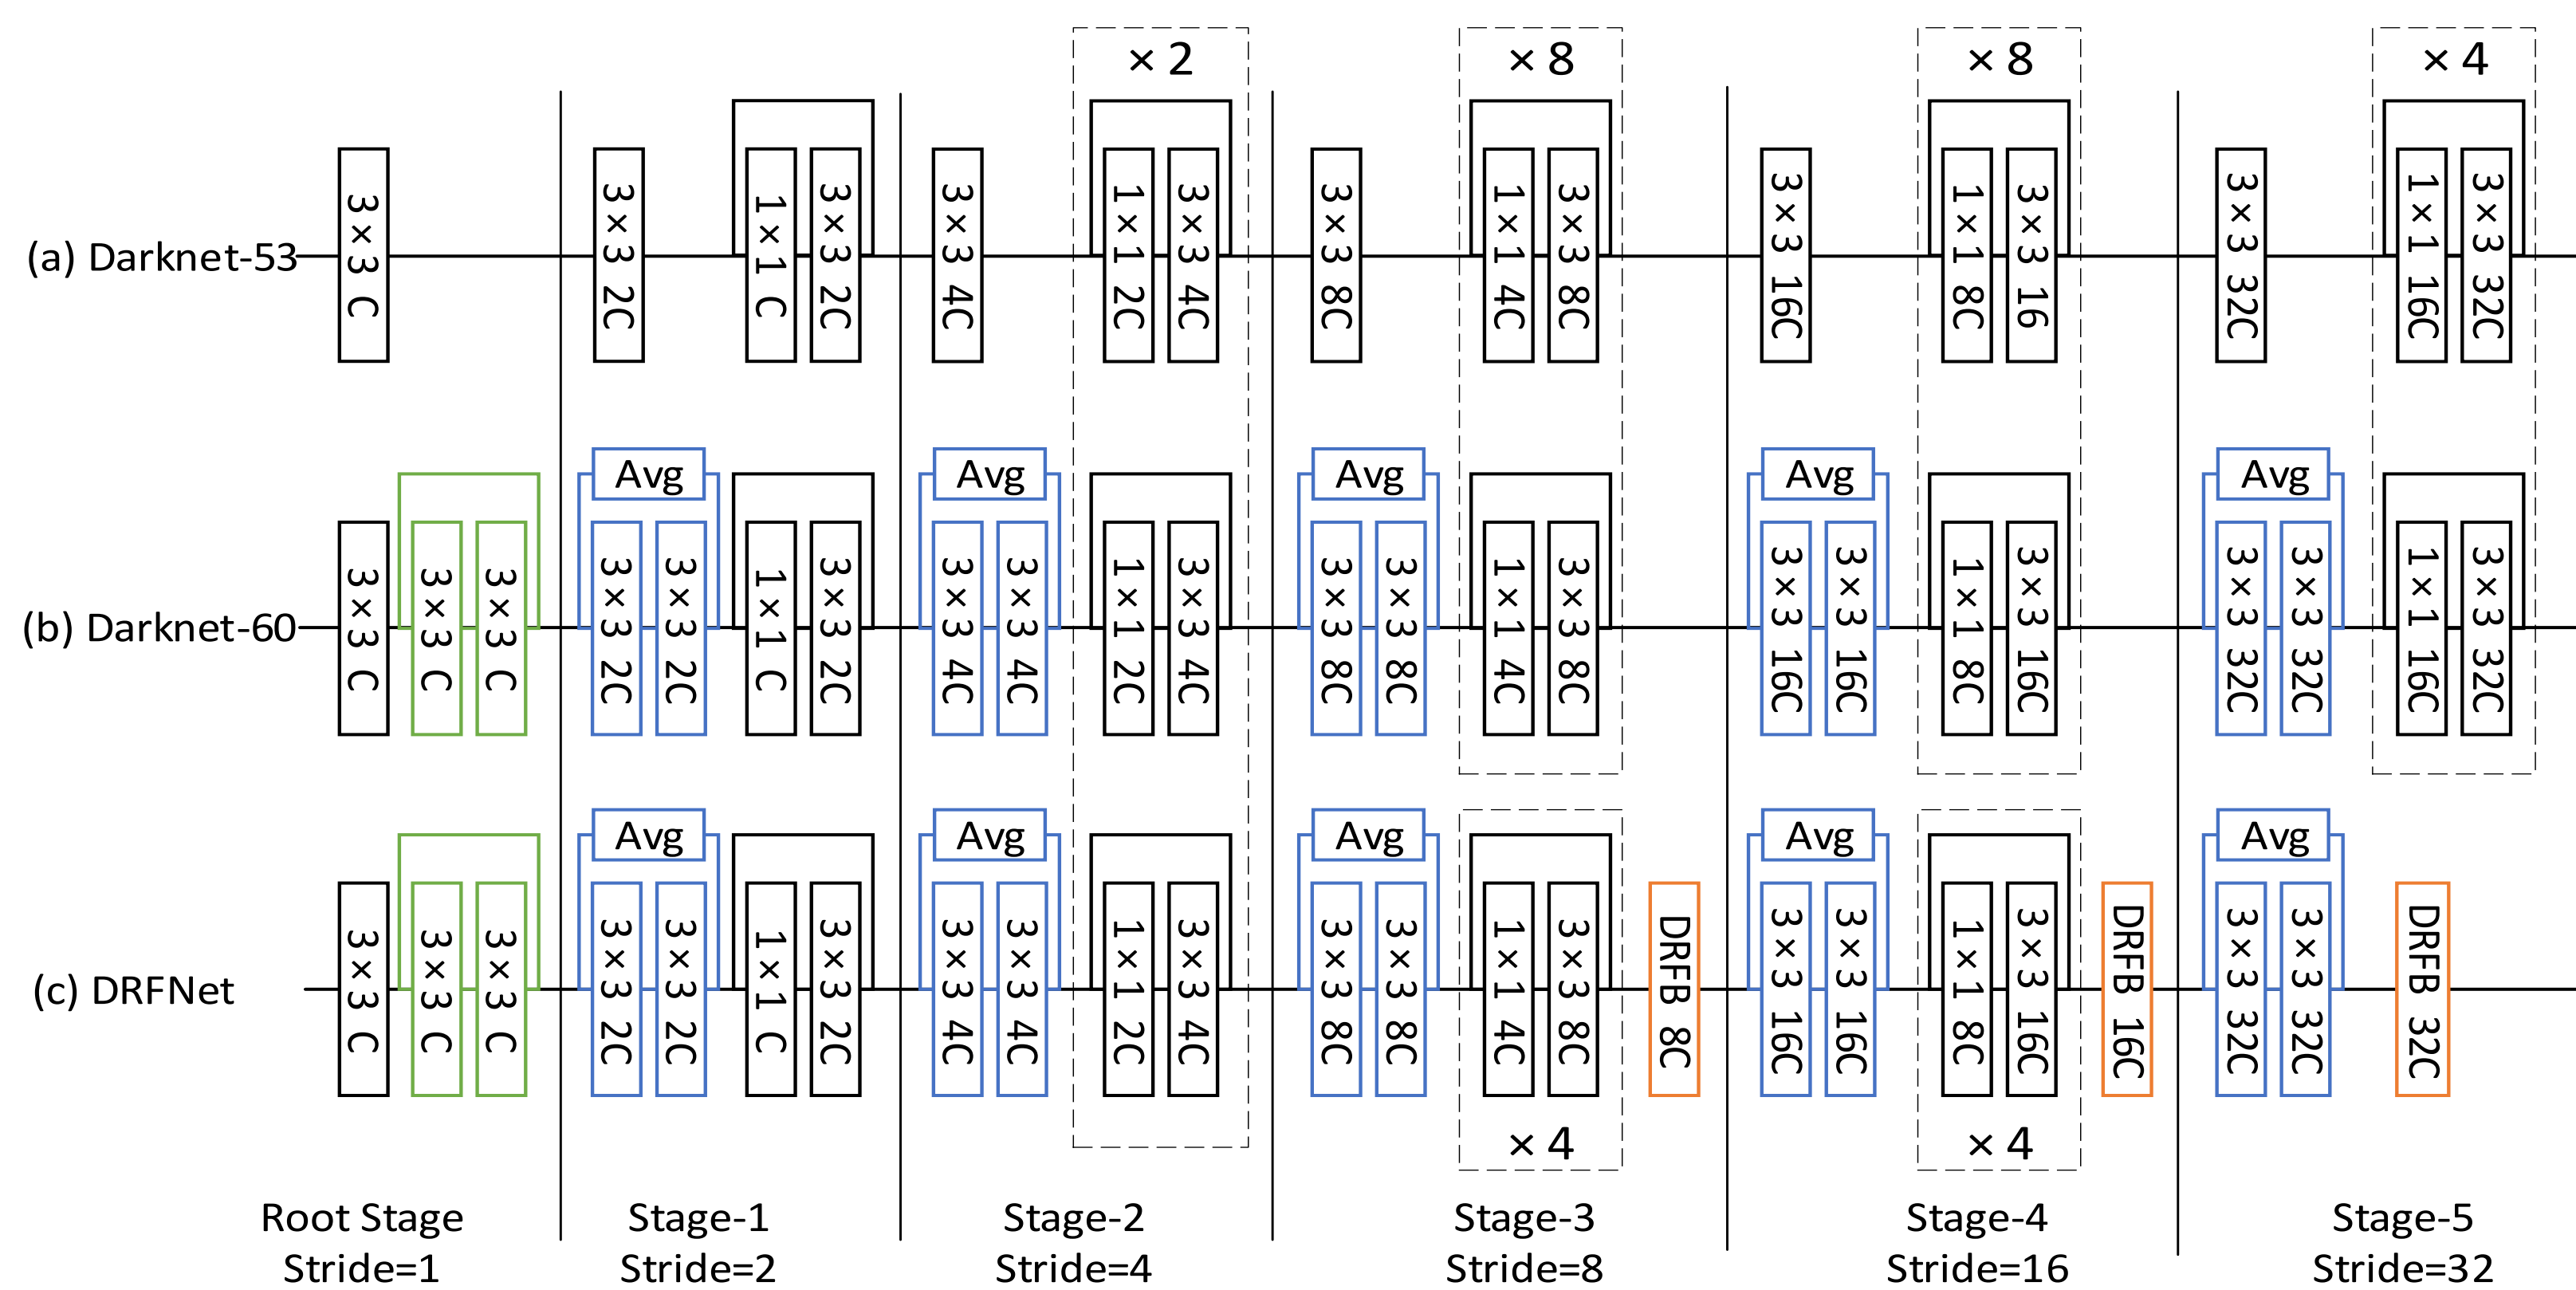 × 2
× 8
× 8
× 4
(a) Darknet-53
3×3 C
3×3 2C
1×1 C
3×3 2C
3×3 4C
1×1 2C
3×3 4C
3×3 8C
1×1 4C
3×3 8C
3×3 16C
1×1 8C
3×3 16
3×3 32C
1×1 16C
3×3 32C
Avg
Avg
Avg
Avg
Avg
(b) Darknet-60
3×3 C
3×3 C
3×3 C
3×3 2C
3×3 2C
1×1 C
3×3 2C
3×3 4C
3×3 4C
1×1 2C
3×3 4C
3×3 8C
3×3 8C
1×1 4C
3×3 8C
3×3 16C
3×3 16C
1×1 8C
3×3 16C
3×3 32C
3×3 32C
1×1 16C
3×3 32C
Avg
Avg
Avg
Avg
Avg
(c) DRFNet
3×3 C
3×3 C
3×3 C
3×3 2C
3×3 2C
1×1 C
3×3 2C
3×3 4C
3×3 4C
1×1 2C
3×3 4C
3×3 8C
3×3 8C
1×1 4C
3×3 8C
DRFB 8C
3×3 16C
3×3 16C
1×1 8C
3×3 16C
DRFB 16C
3×3 32C
3×3 32C
DRFB 32C
× 4
× 4
Root Stage
Stride=1
Stage-1
Stride=2
Stage-2
Stride=4
Stage-3
Stride=8
Stage-4
Stride=16
Stage-5
Stride=32